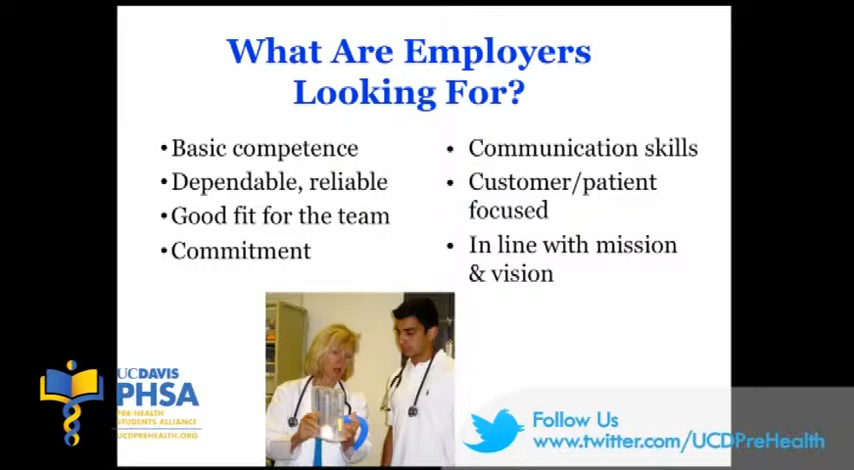 What Are Employers
Looking For?
•Basic competence
•Dependable, reliable
•Good fit for the team
•Commitment
• Communication skills
• Customer/patient
focused
• In line with mission
& vision
UCDAVIS
PHSA
PRE-HEALTH
STUDENTS ALLIANCE
UCDPREHEALTH.ORG
Follow Us
www.twitter.com/UCDPreHealth